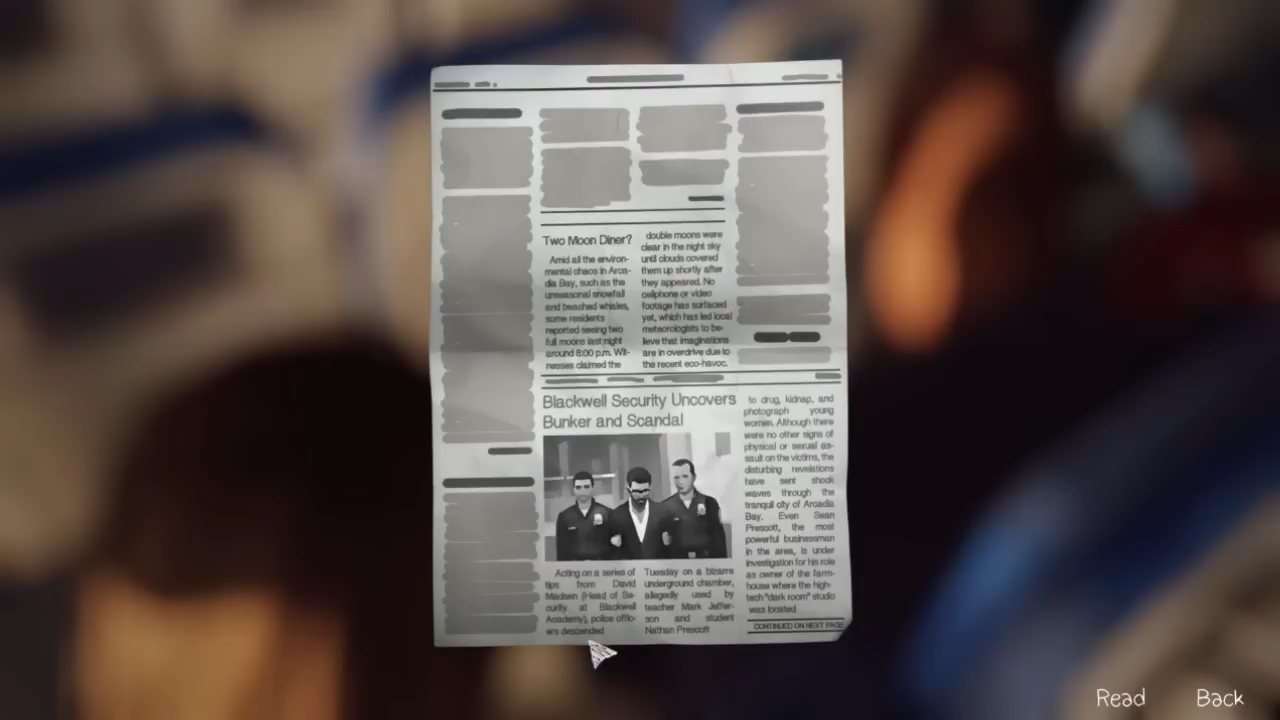 Two Moon Diner?
Amid all the environ-
mental chaos in Arca-
dia Bay, such as the
unseasonal snowfall
and beached whales,
some residents
reported seeing two
full moons last night
around 8:00 p.m. Wit-
nesses claimed the
double moons were
clear in the night sky
until clouds covered
them up shortly after
they appeared. No
cellphone or video
footage has surfaced
yet, which has led local
meteorologists to be-
lieve that imaginations
are in overdrive due to
the recent eco-havoc.
Blackwell Security Uncovers
Bunker and Scandal
Acting on a series of
tips from David
Madsen (Head of Se-
curity at Blackwell
Academy), police offic-
ers descended
Tuesday on a bizarre
underground chamber,
allegedly used by
teacher Mark Jeffer-
son and student
Nathan Prescott
to drug, kidnap, and
photograph young
women. Although there
were no other signs of
physical or sexual as-
sault on the victims, the
disturbing revelations
have sent shock
waves through the
tranquil city of Arcadia
Bay. Even Sean
Prescott, the most
powerful businessman
in the area, is under
investigation for his role
as owner of the farm-
house where the high-
tech "dark room" studio
was located
CONTINUED ON NEXT PAGE
Read
Back